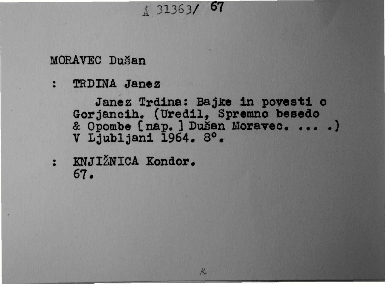 A 31363/ 67
MORAVEC Dušan
: TRDINA Janez
Janez Trdina: Bajke in povesti o
Gorjancih. (Uredil, Spremno besedo
& Opombe [nap.] Dušan Moravec. ... .)
V Ljubljani 1964. 8°.
: KNJIŽNICA Kondor.
67.